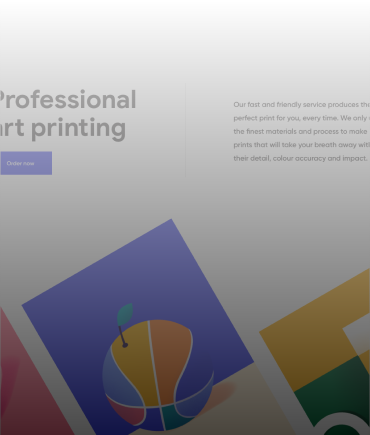 Professional
art printing
Order now
Our fast and friendly service produces the
perfect print for you, every time. We only
the finest materials and process to make
prints that will take your breath away with
their detail, colour accuracy and impact.